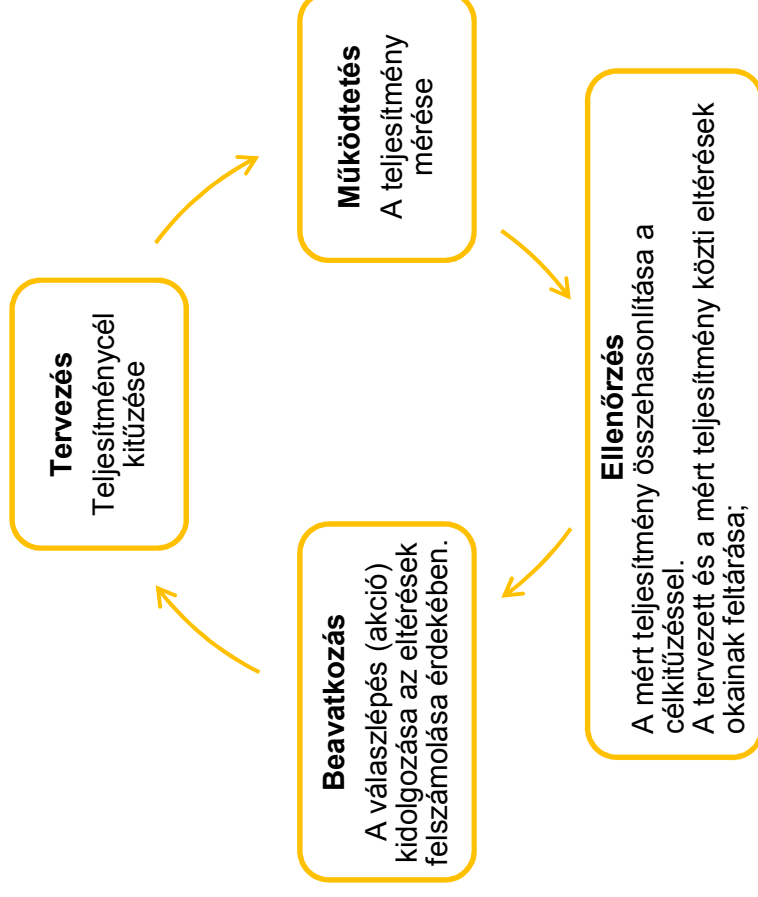 Tervezés
Teljesítménycél
kitűzése
Működtetés
A teljesítmény
mérése
Ellenőrzés
A mért teljesítmény összehasonlítása a
célkitűzéssel.
A tervezett és a mért teljesítmény közti eltérések
okainak feltárása;
Beavatkozás
A válaszlépés (akció)
kidolgozása az eltérések
felszámolása érdekében.